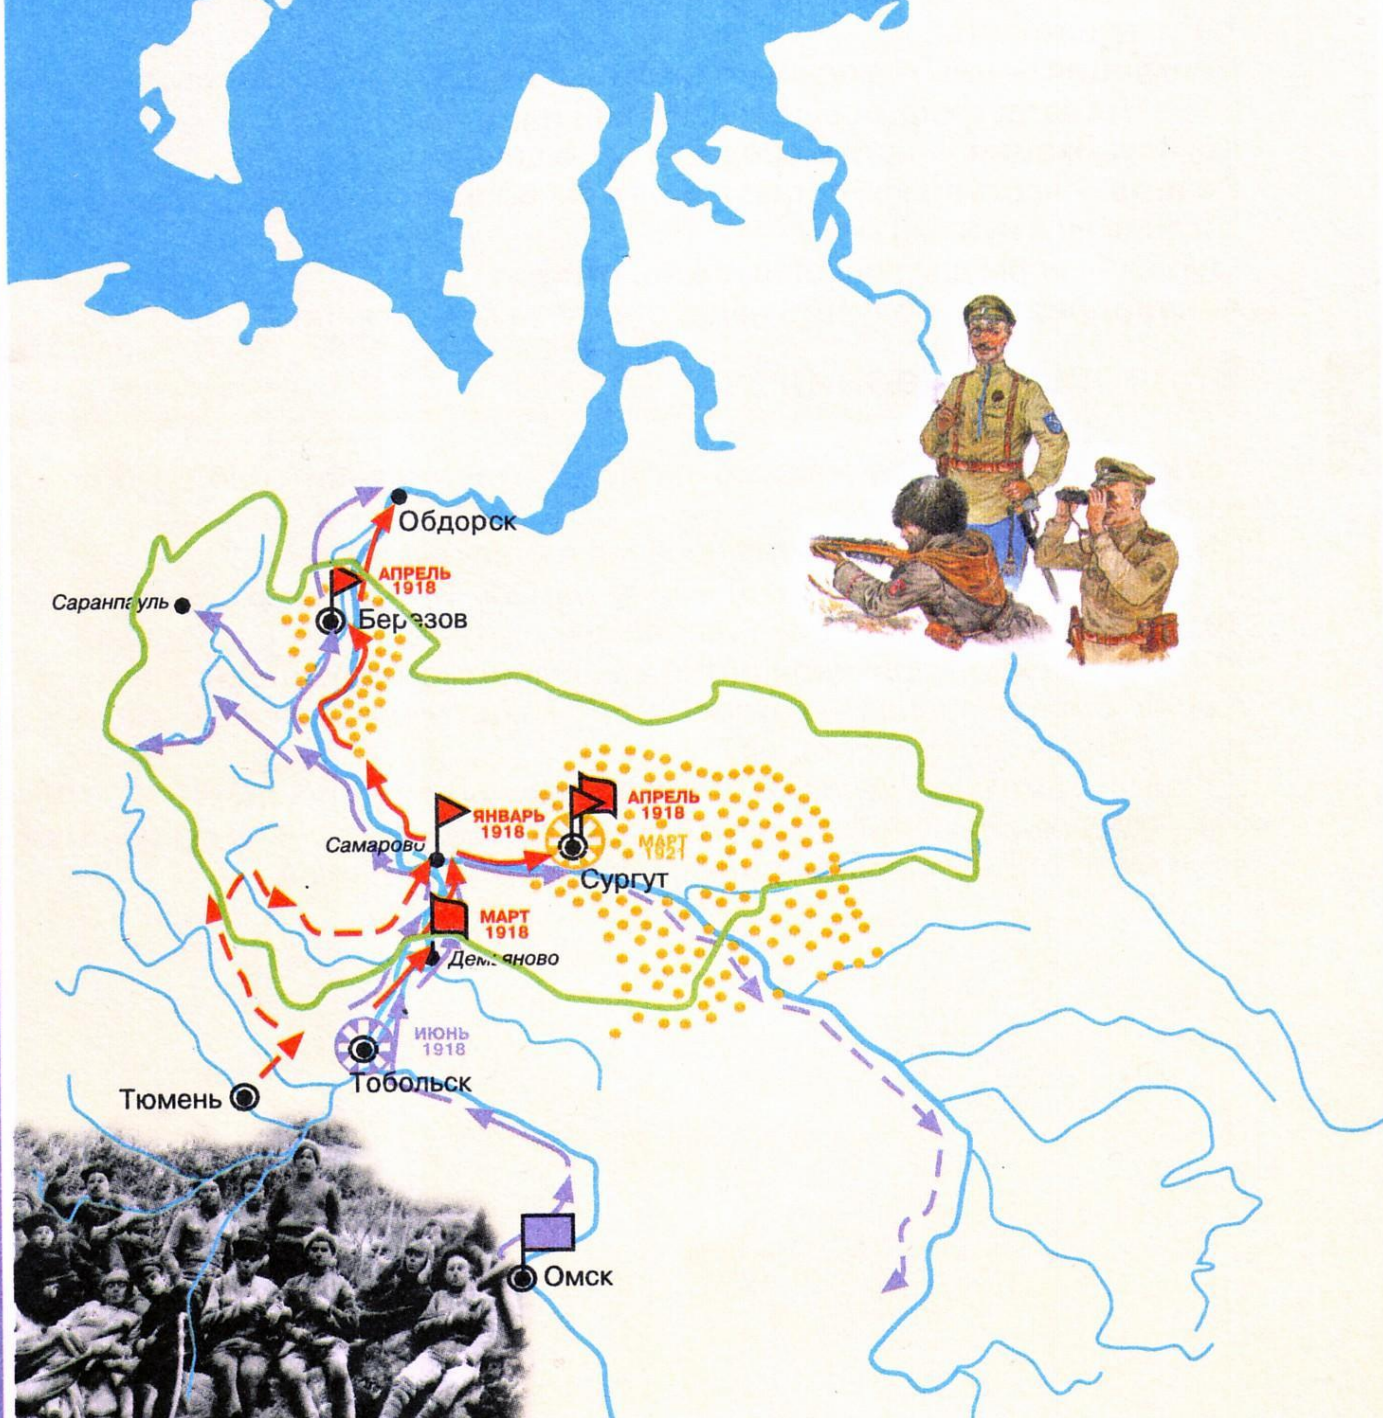 Обдорск
АПРЕЛЬ
1918
Саранпауль
Березов
ЯНВАРЬ
1918
АПРЕЛЬ
1918
МАРТ
1921
Самарово
Сургут
МАРТ
1918
Демьяново
ИЮНЬ
1918
Тобольск
Тюмень
Омск